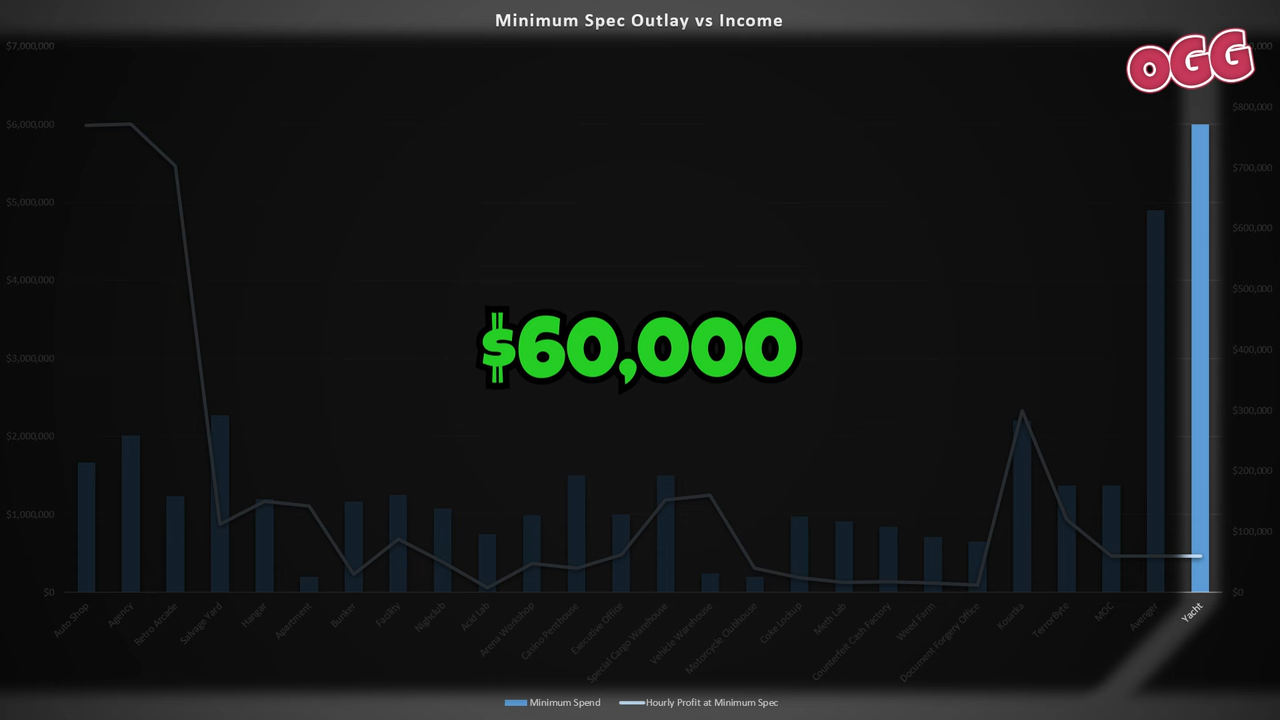 Minimum Spec Outlay vs Income
OGG
$7,000,000
$6,000,000
$5,000,000
$4,000,000
$3,000,000
$2,000,000
$1,000,000
$0
$800,000
$700,000
$600,000
$500,000
$400,000
$300,000
$200,000
$100,000
$0
$60,000
Auto Shop
Agency
Retro Arcade
Salvage Yard
Hangar
Apartment
Bunker
Facility
Nightclub
Acid Lab
Arena Workshop
Casino Penthouse
Executive Office
Special Cargo Warehouse
Vehicle Warehouse
Motorcycle Clubhouse
Coke Lockup
Meth Lab
Counterfeit Cash Factory
Weed Farm
Document Forgery Office
Kosatka
TerrorByte
MOC
Avenger
Yacht
Minimum Spend
Hourly Profit at Minimum Spec